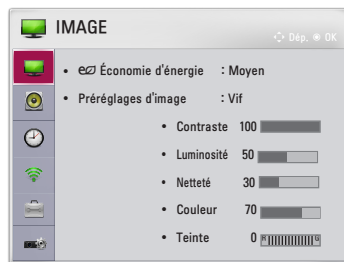 IMAGE
Dép. OK
• Économie d'énergie : Moyen
• Préréglages d'image : Vif
• Contraste 100
• Luminosité 50
• Netteté 30
• Couleur 70
• Teinte 0 R G